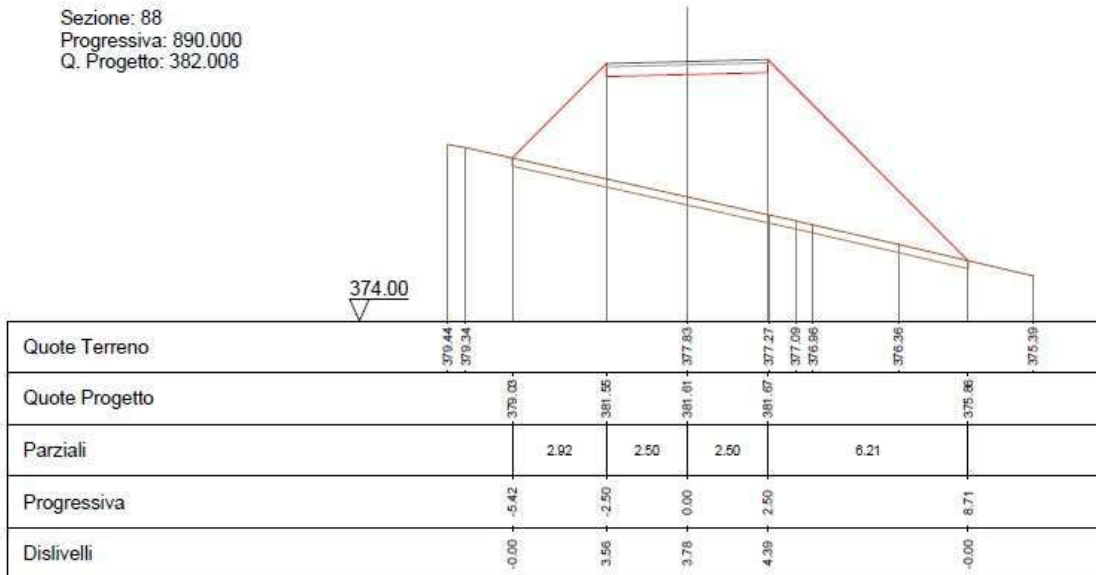 Sezione: 88
Progressiva: 890.000
Q. Progetto: 382.008
374.00
Quote Terreno 379.44 379.34 377.83 377.27 377.09 376.96 376.36 375.39
Quote Progetto 379.03 381.55 381.61 381.67 375.86
Parziali 2.92 2.50 2.50 6.21
Progressiva -5.42 -2.50 0.00 2.50 8.71
Dislivelli -0.00 3.56 3.78 4.39 -0.00